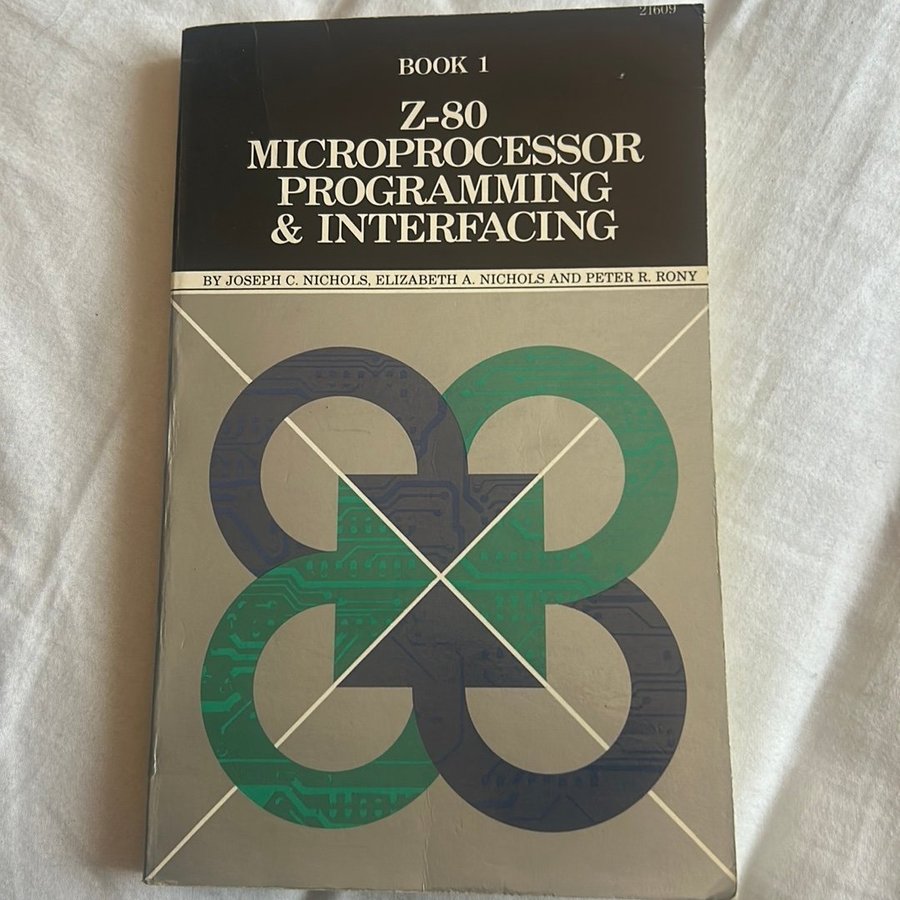 21609
BOOK 1
Z-80
MICROPROCESSOR
PROGRAMMING
& INTERFACING
BY JOSEPH C. NICHOLS, ELIZABETH A. NICHOLS AND PETER R. RONY